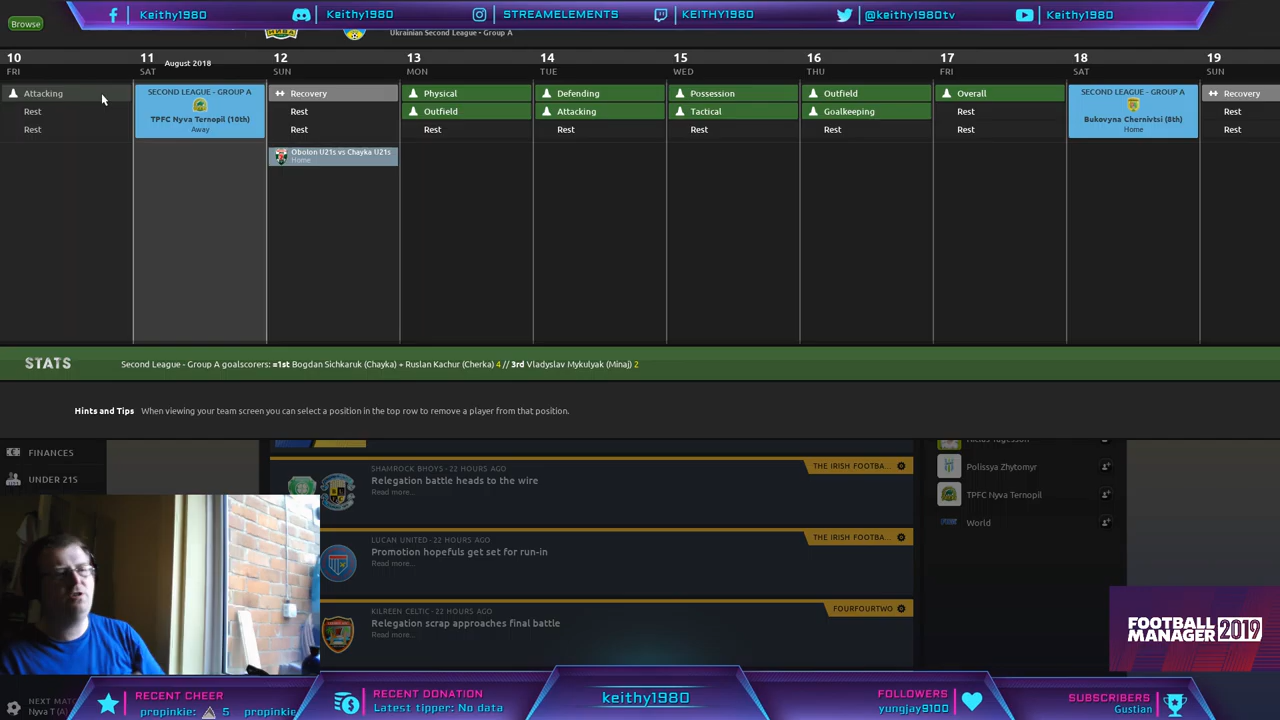 Keithy1980
Keithy1980
STREAMELEMENTS
KEITHY1980
@keithy1980tv
Keithy1980
Browse
Ukrainian Second League • Group A
10
FRI
11
SAT
August 2018
12
SUN
13
MON
14
TUE
15
WED
16
THU
17
FRI
18
SAT
19
SUN
Attacking
Rest
Rest
SECOND LEAGUE - GROUP A
TPFC Nyva Ternopil (10th)
Away
Recovery
Rest
Rest
Obolon U21s vs Chayka U21s
Home
Physical
Outfield
Rest
Defending
Attacking
Rest
Possession
Tactical
Rest
Outfield
Goalkeeping
Rest
Overall
Rest
Rest
SECOND LEAGUE - GROUP A
Bukovyna Chernivtsi (8th)
Home
Recovery
Rest
Rest
STATS
Second League - Group A goalscorers: =1st Bogdan Sichkaruk (Chayka) + Ruslan Kachur (Cherka) 4 // 3rd Vladyslav Mykulyak (Minaj) 2
Hints and Tips When viewing your team screen you can select a position in the top row to remove a player from that position.
FINANCES
UNDER 21S
SHAMROCK BHOYS - 22 HOURS AGO
Relegation battle heads to the wire
Read more...
THE IRISH FOOTBA...
LUCAN UNITED - 22 HOURS AGO
Promotion hopefuls get set for run-in
Read more...
THE IRISH FOOTBA...
KILREEN CELTIC - 22 HOURS AGO
Relegation scrap approaches final battle
Read more...
FOURFOURTWO
Polissya Zhytomyr
TPFC Nyva Ternopil
World
FOOTBALL
MANAGER 2019
NEXT MAT
Nyva T (A)
RECENT CHEER
propinkie: 5 propinkie
RECENT DONATION
Latest tipper: No data
keithy1980
FOLLOWERS
yungjay9100
SUBSCRIBERS
Gustian